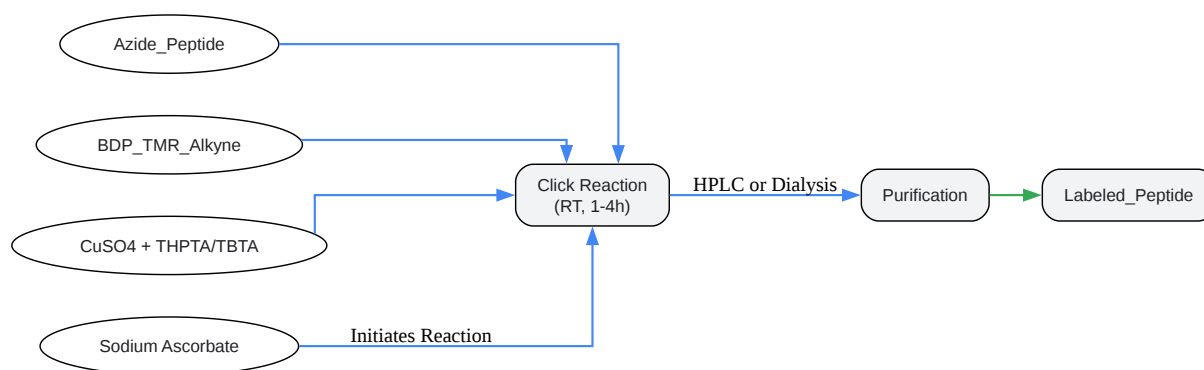 Azide_Peptide
BDP_TMR_Alkyne
CuSO4 + THPTA/TBTA
Sodium Ascorbate
Initiates Reaction
Click Reaction
(RT, 1-4h)
HPLC or Dialysis
Purification
Labeled_Peptide